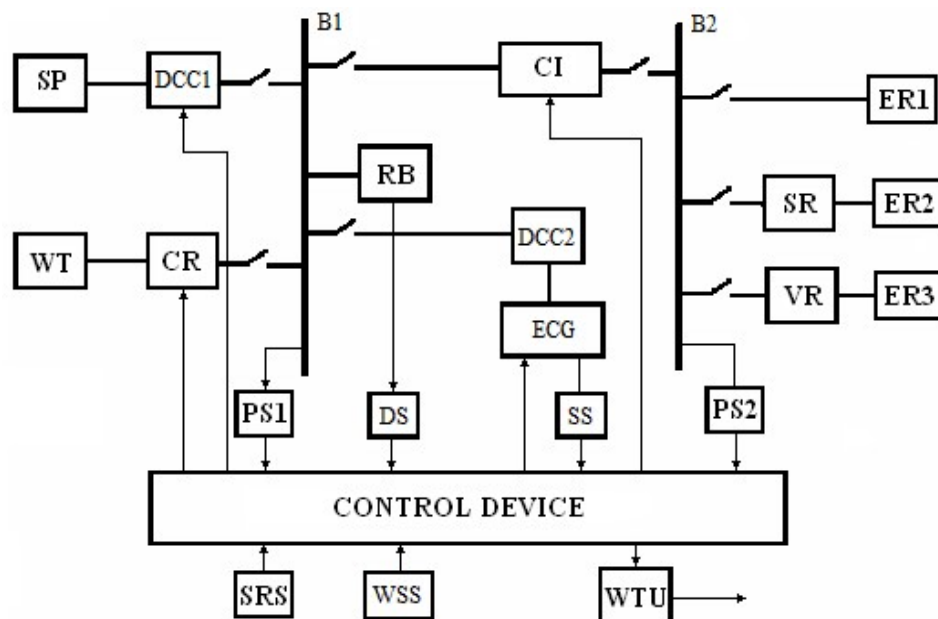 B1
B2
SP
DCC1
CI
ER1
RB
SR
ER2
WT
CR
DCC2
VR
ER3
ECG
PS1
DS
SS
PS2
CONTROL DEVICE
SRS
WSS
WTU